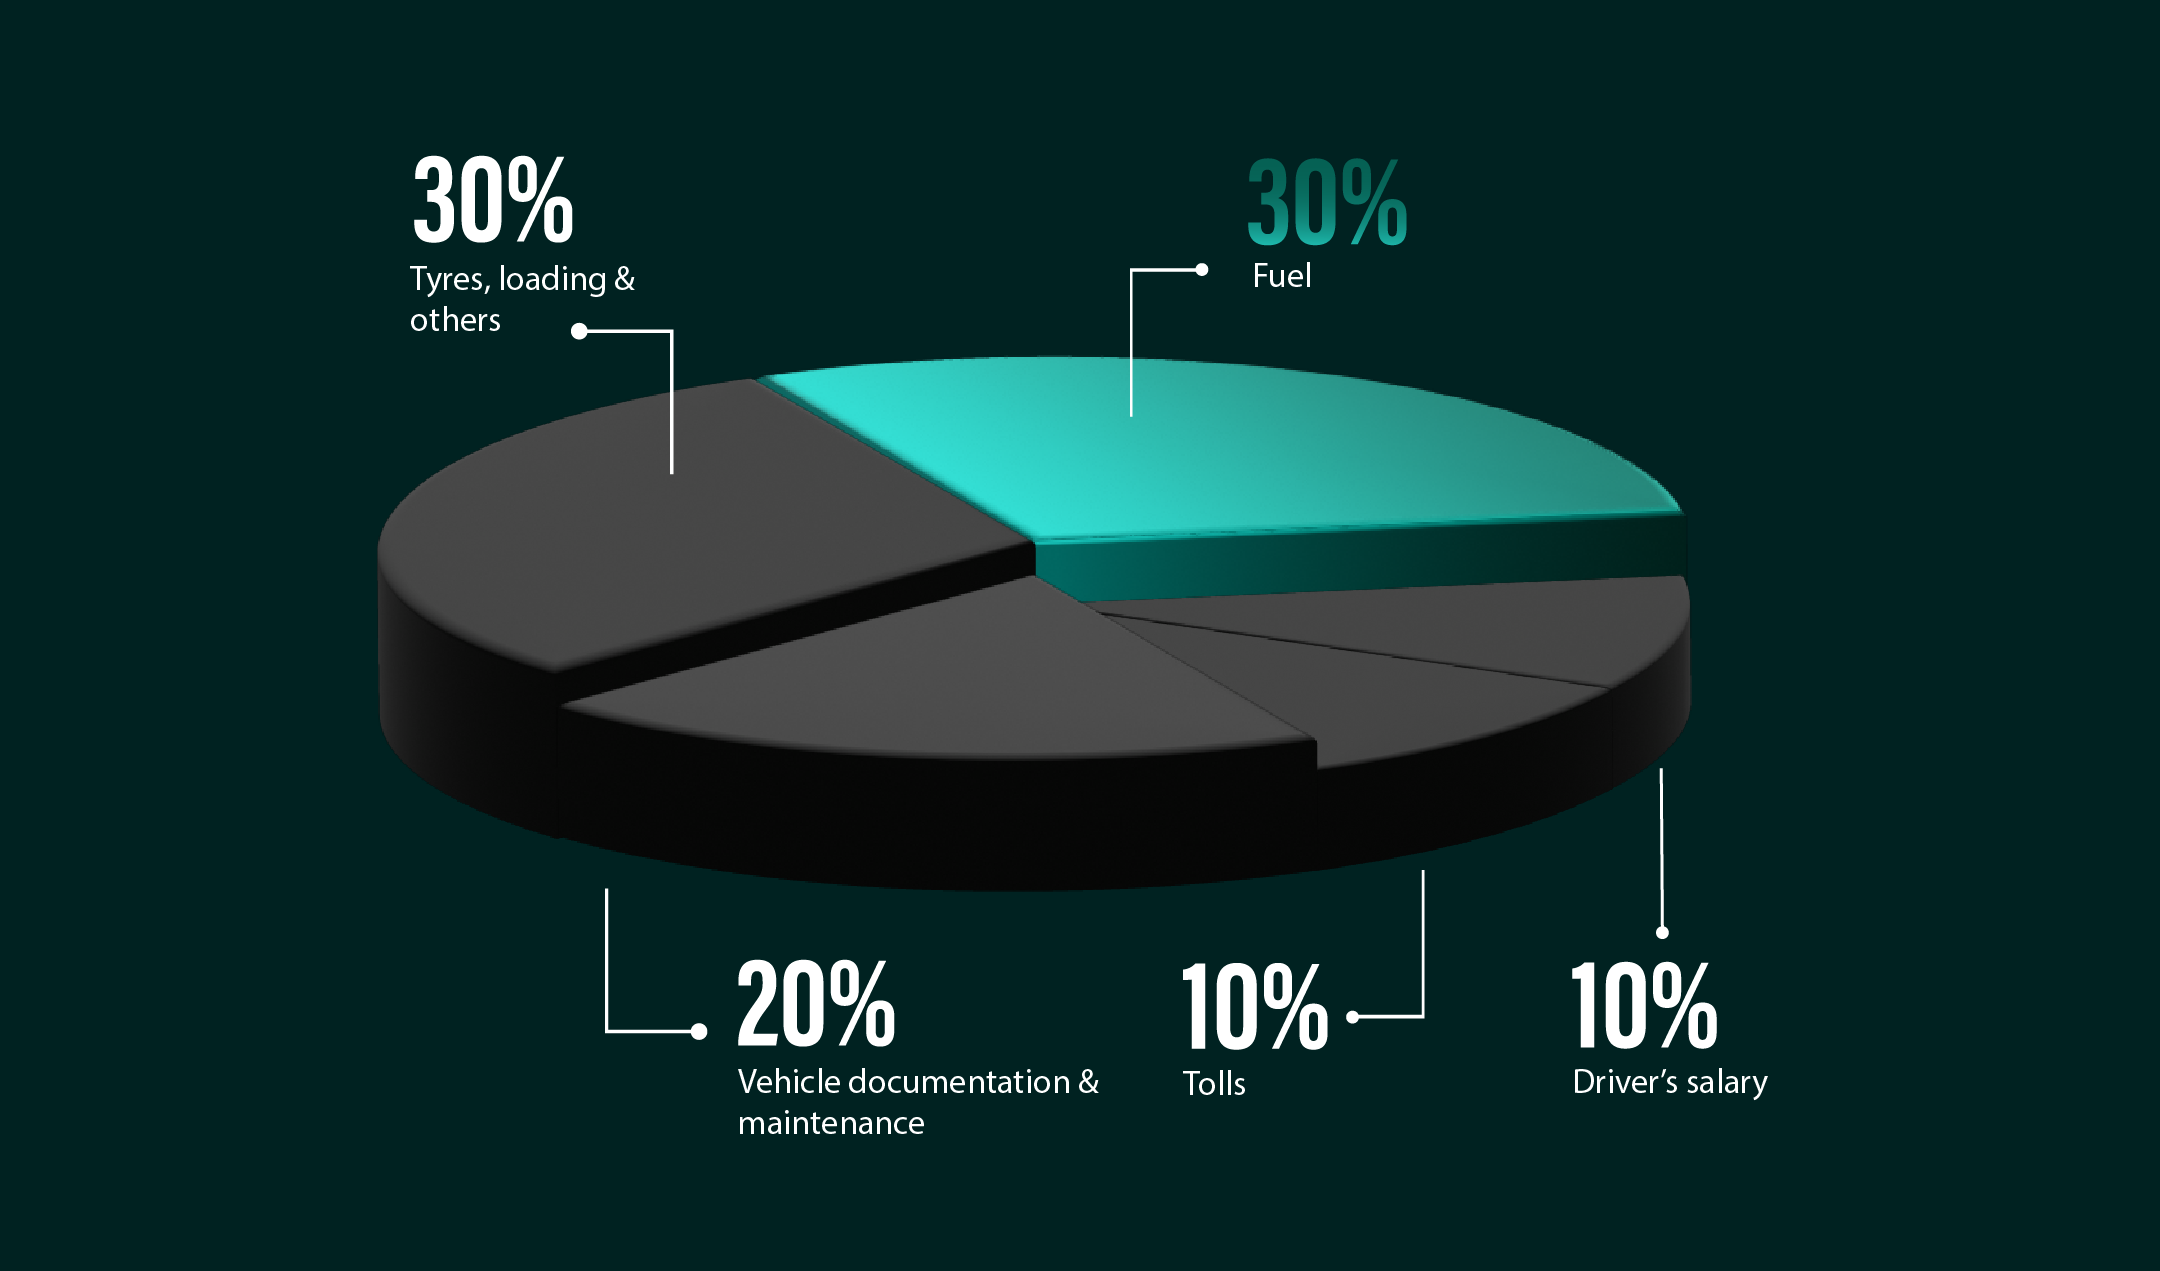 30%
Tyres, loading &
others
30%
Fuel
20%
Vehicle documentation &
maintenance
10%
Tolls
10%
Driver’s salary